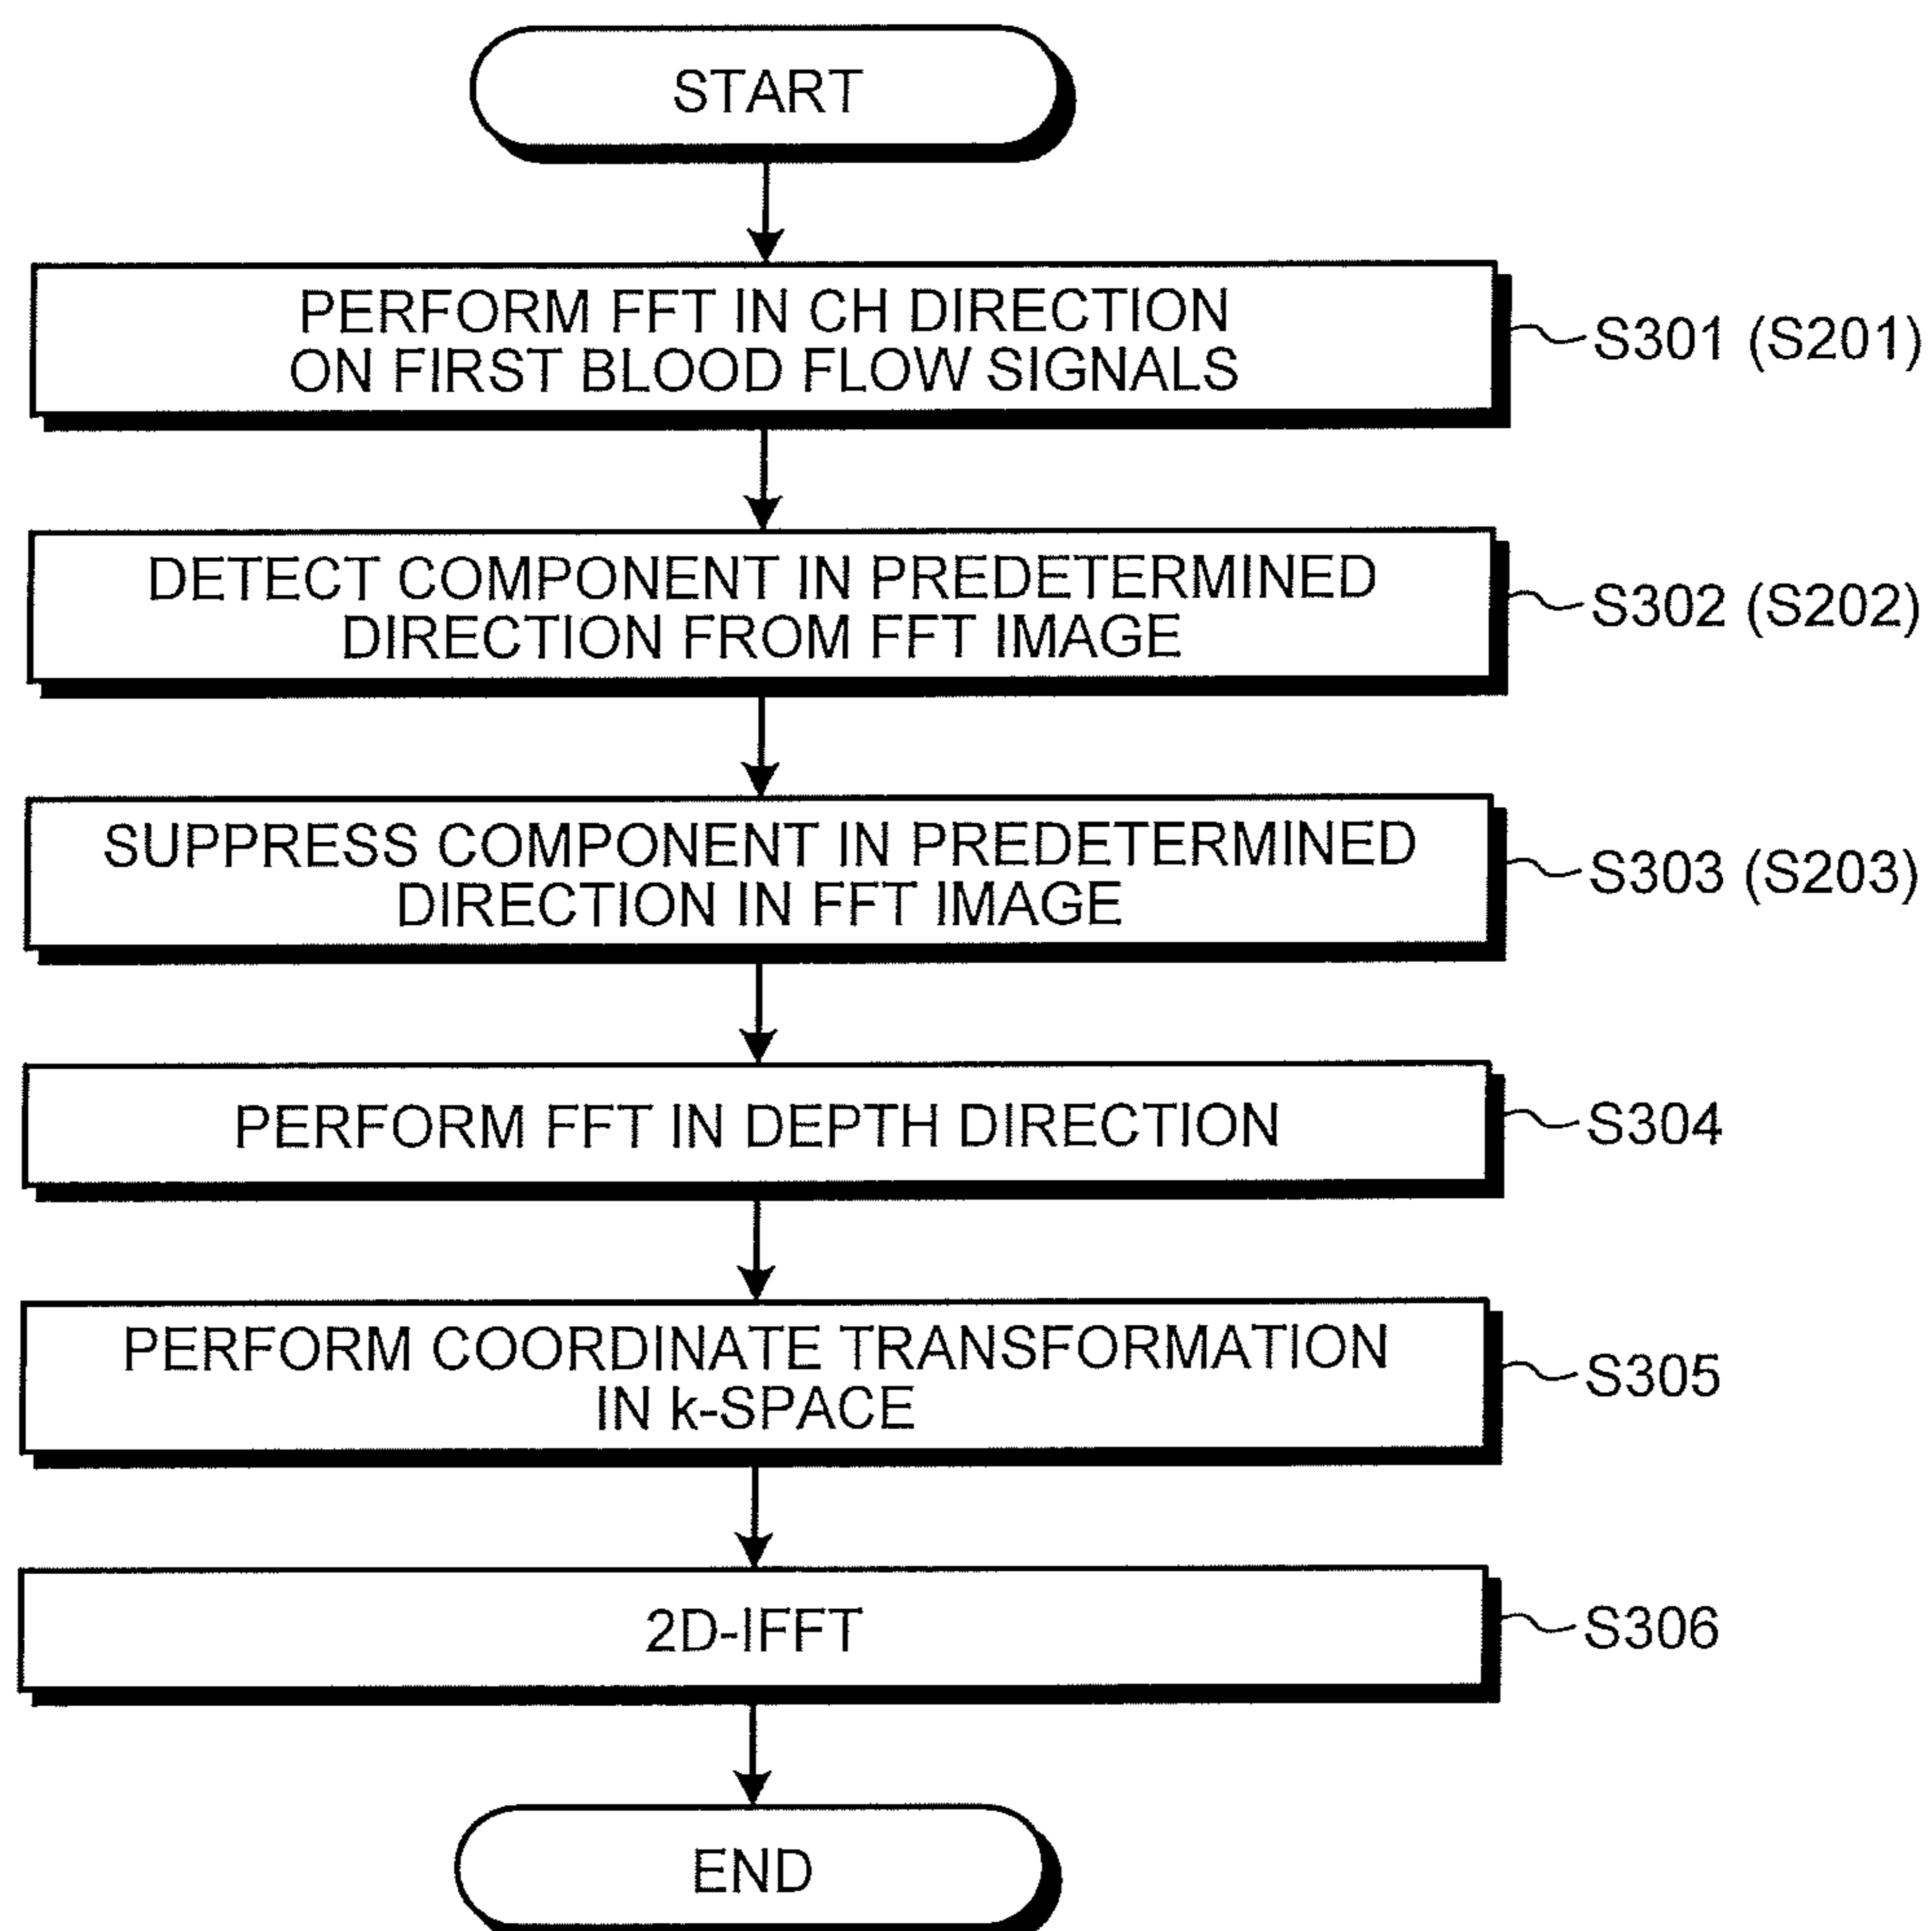 START
PERFORM FFT IN CH DIRECTION
ON FIRST BLOOD FLOW SIGNALS
S301 (S201)
DETECT COMPONENT IN PREDETERMINED
DIRECTION FROM FFT IMAGE
S302 (S202)
SUPPRESS COMPONENT IN PREDETERMINED
DIRECTION IN FFT IMAGE
S303 (S203)
PERFORM FFT IN DEPTH DIRECTION
S304
PERFORM COORDINATE TRANSFORMATION
IN k-SPACE
S305
2D-IFFT
S306
END